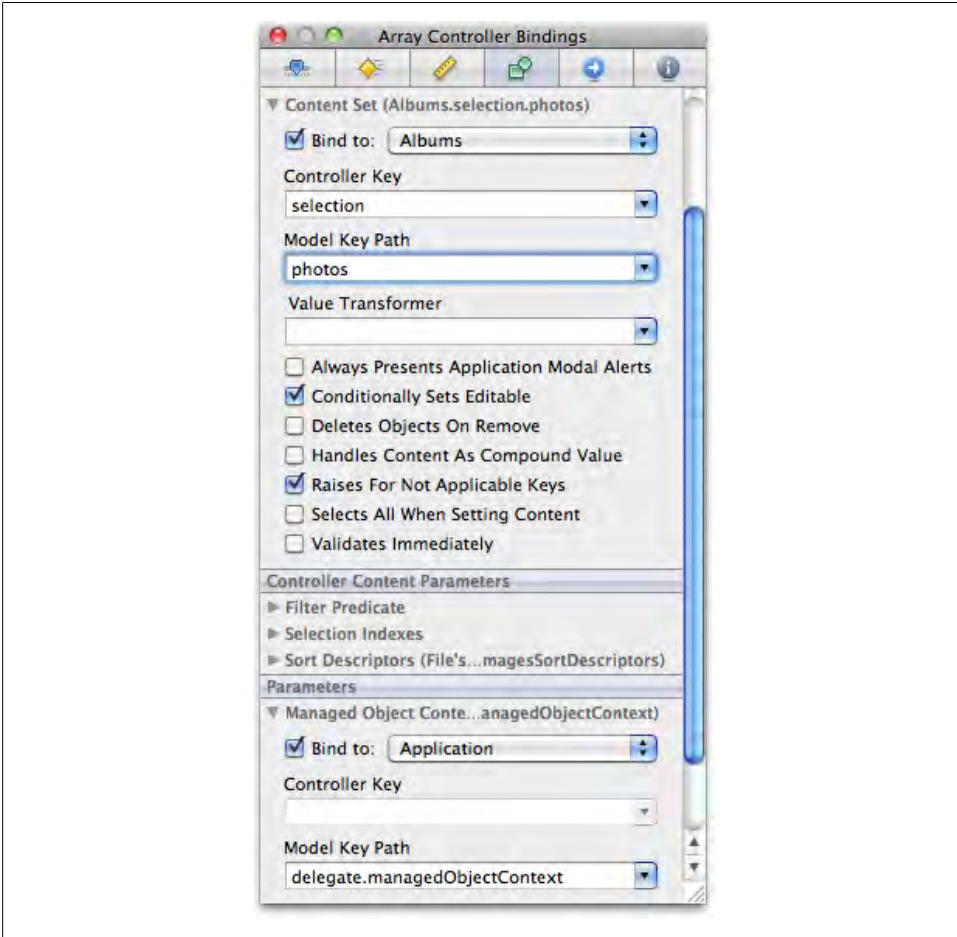 Array Controller Bindings
Content Set (Albums.selection.photos)
Bind to: Albums
Controller Key
selection
Model Key Path
photos
Value Transformer
Always Presents Application Modal Alerts
Conditionally Sets Editable
Deletes Objects On Remove
Handles Content As Compound Value
Raises For Not Applicable Keys
Selects All When Setting Content
Validates Immediately
Controller Content Parameters
Filter Predicate
Selection Indexes
Sort Descriptors (File's...magesSortDescriptors)
Parameters
Managed Object Conte...anagedObjectContext)
Bind to: Application
Controller Key
Model Key Path
delegate.managedObjectContext